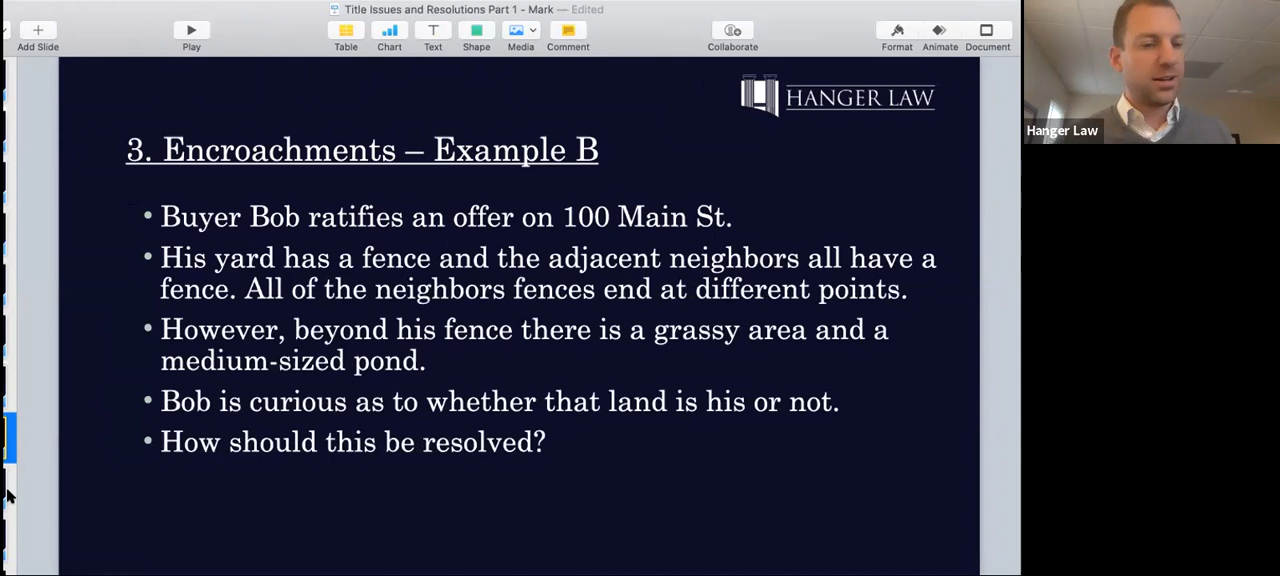 Title Issues and Resolutions Part 1 - Mark — Edited
Add Slide
Play
Table
Chart
Text
Shape
Media
Comment
Collaborate
Format
Animate
Document
HANGER LAW
Hanger Law
3. Encroachments – Example B
• Buyer Bob ratifies an offer on 100 Main St.
• His yard has a fence and the adjacent neighbors all have a
fence. All of the neighbors fences end at different points.
• However, beyond his fence there is a grassy area and a
medium-sized pond.
• Bob is curious as to whether that land is his or not.
• How should this be resolved?